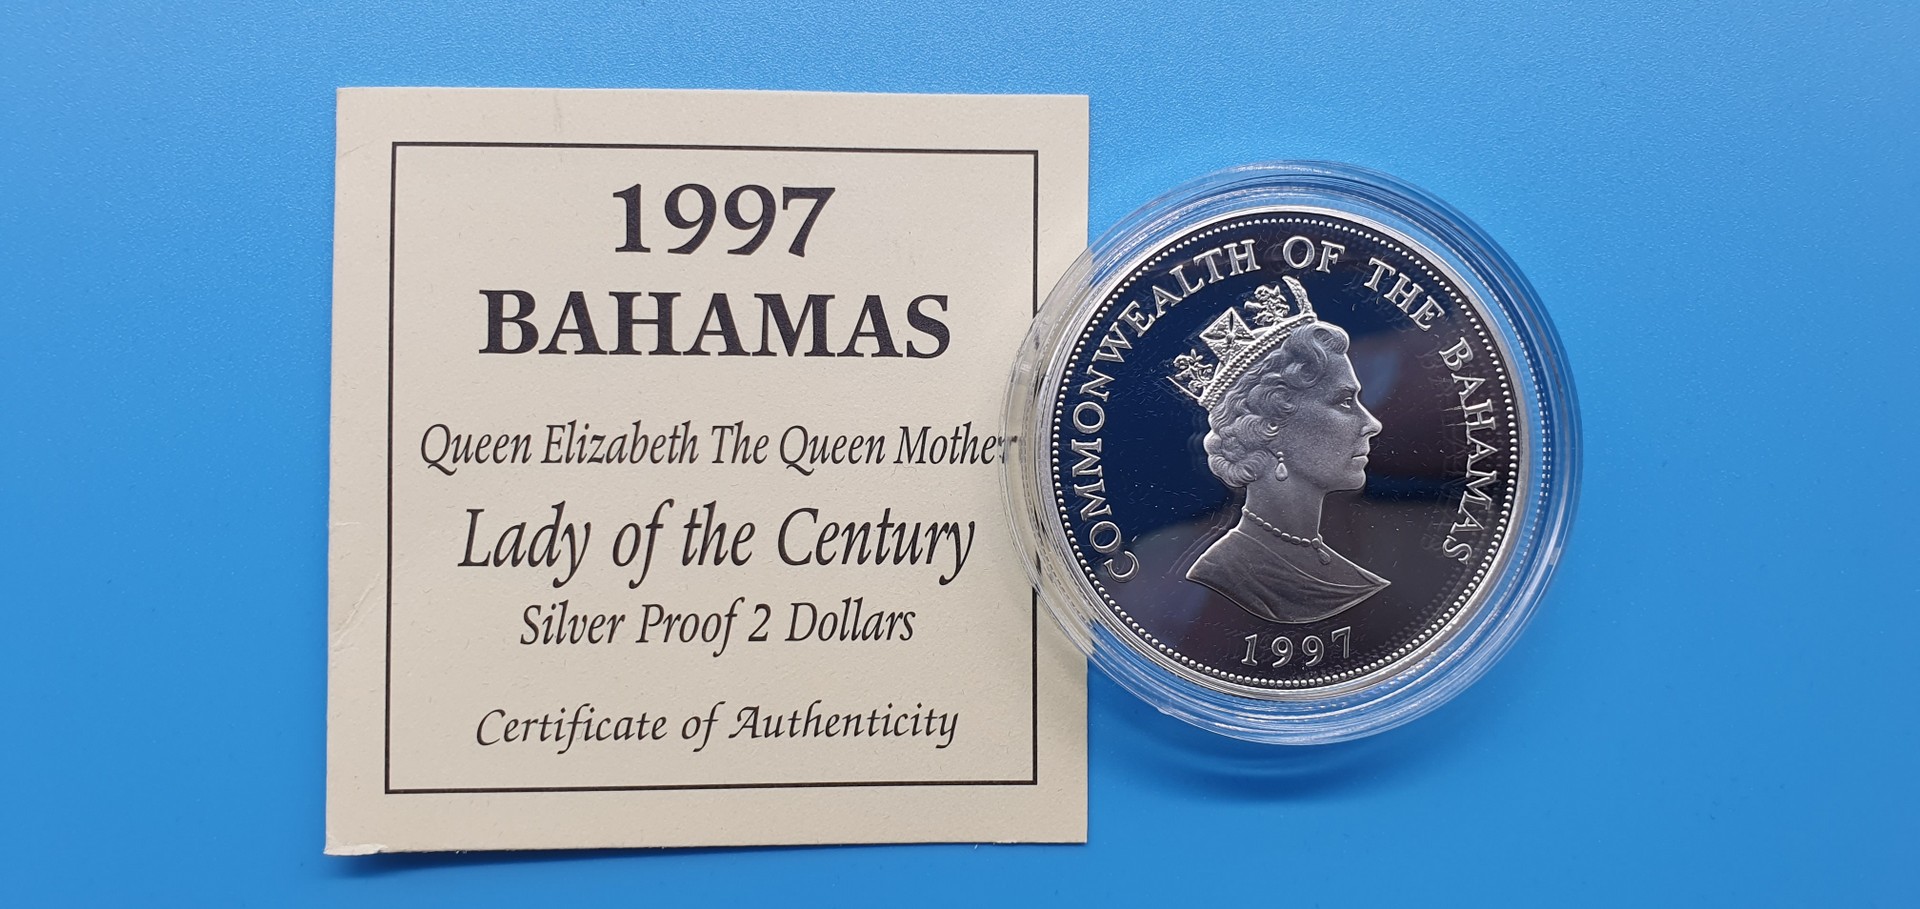 1997
BAHAMAS
Queen Elizabeth The Queen Mother
Lady of the Century
Silver Proof 2 Dollars
Certificate of Authenticity
COMMONWEALTH OF THE BAHAMAS
1997